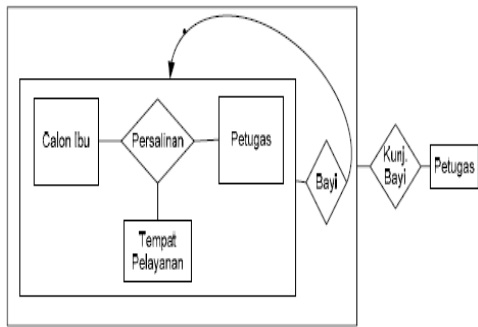 Calon Ibu
Persalinan
Petugas
Tempat
Pelayanan
Bayi
Kunj.
Bayi
Petugas